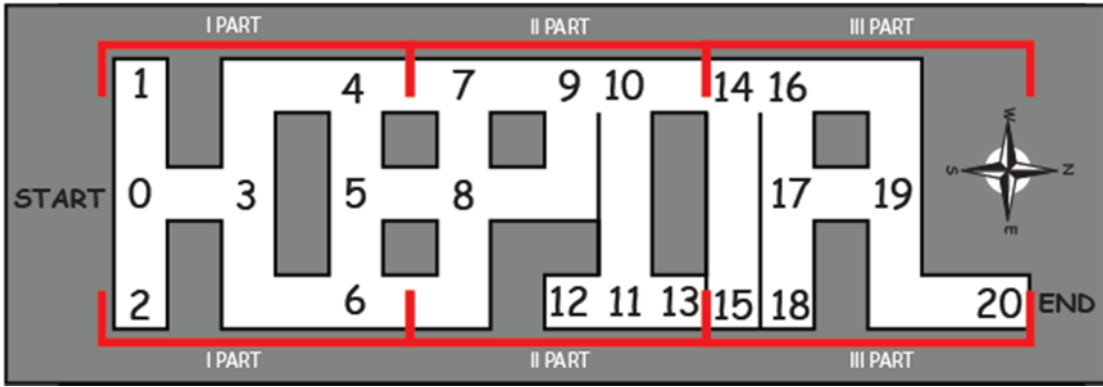 I PART II PART III PART
1 4 7 9 10 14 16
START 0 3 5 8 17 19
2 6 12 11 13 15 18 20 END
W
S N
E
I PART II PART III PART